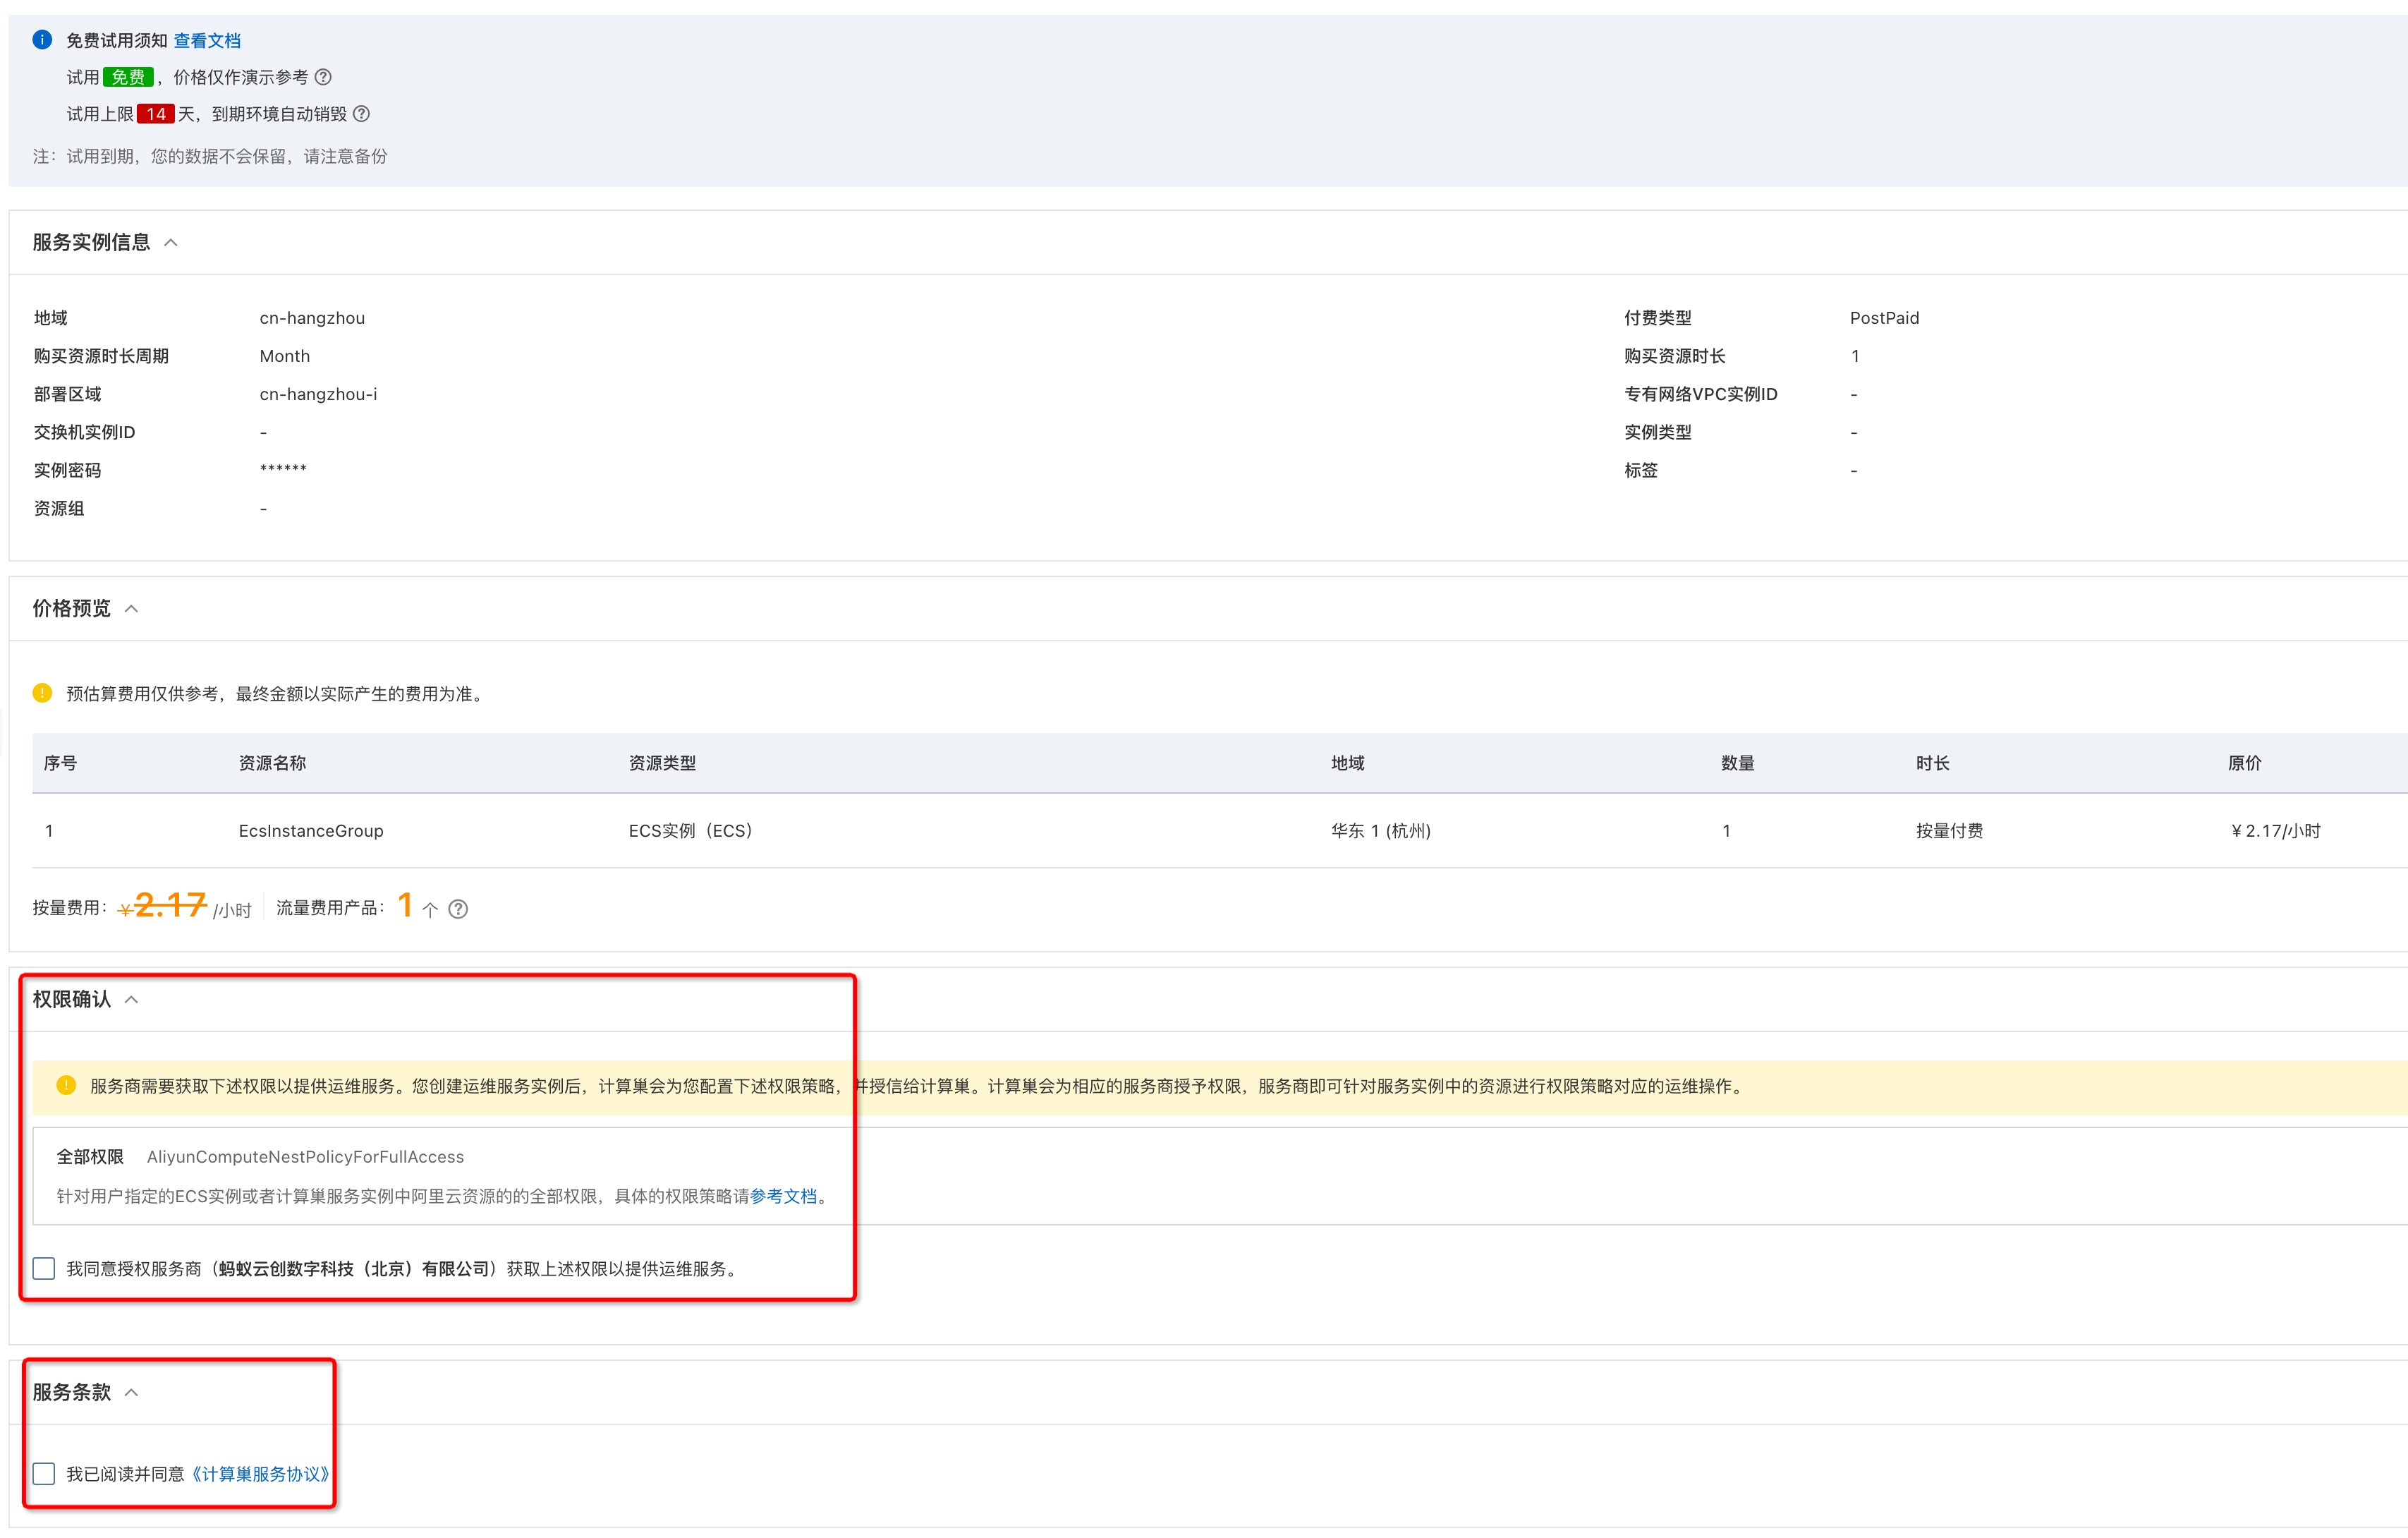 免费试用须知 查看文档
试用 免费 ，价格仅作演示参考
试用上限 14 天，到期环境自动销毁
注：试用到期，您的数据不会保留，请注意备份
服务实例信息
地域 cn-hangzhou 付费类型 PostPaid
购买资源时长周期 Month 购买资源时长 1
部署区域 cn-hangzhou-i 专有网络VPC实例ID -
交换机实例ID - 实例类型 -
实例密码 ****** 标签 -
资源组 -
价格预览
预估算费用仅供参考，最终金额以实际产生的费用为准。
序号 资源名称 资源类型 地域 数量 时长 原价
1 EcsInstanceGroup ECS实例（ECS） 华东 1 (杭州) 1 按量付费 ￥2.17/小时
按量费用：￥2.17 /小时 流量费用产品：1 个
权限确认
服务商需要获取下述权限以提供运维服务。您创建运维服务实例后，计算巢会为您配置下述权限策略，并授信给计算巢。计算巢会为相应的服务商授予权限，服务商即可针对服务实例中的资源进行权限策略对应的运维操作。
全部权限 AliyunComputeNestPolicyForFullAccess
针对用户指定的ECS实例或者计算巢服务实例中阿里云资源的的全部权限，具体的权限策略请参考文档。
我同意授权服务商（蚂蚁云创数字科技（北京）有限公司）获取上述权限以提供运维服务。
服务条款
我已阅读并同意《计算巢服务协议》